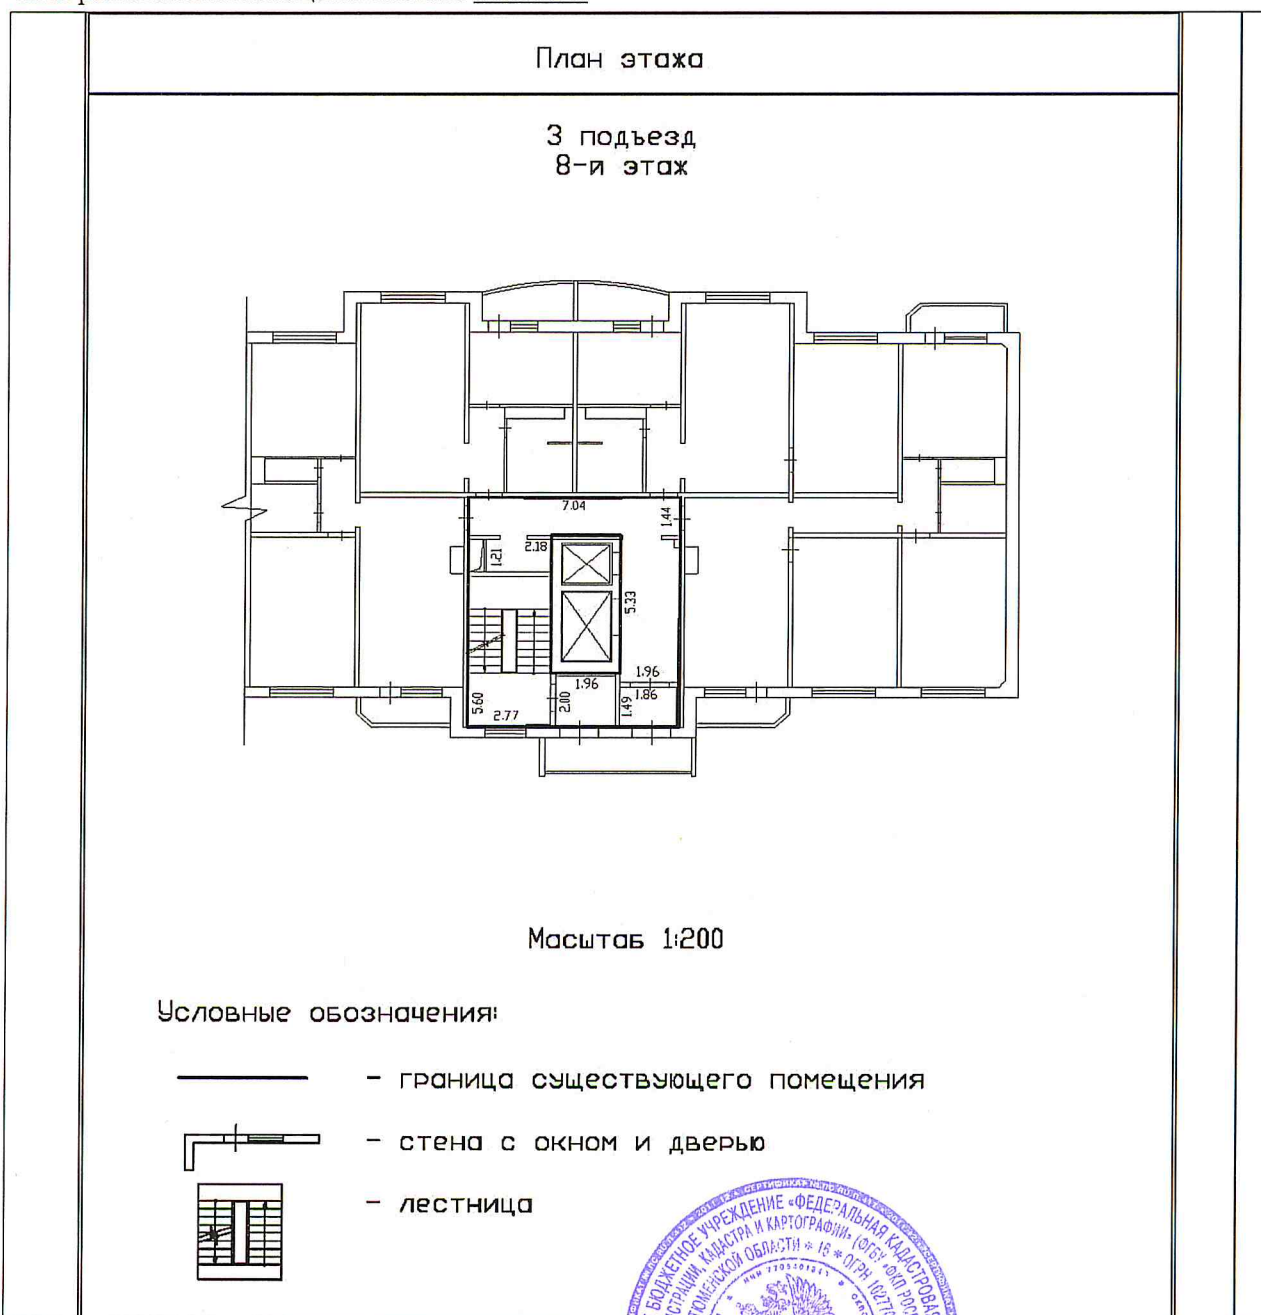 План этажа
3 подъезд
8-и этаж
7.04
1.44
2.18
1.21
5.33
1.96
1.96
1.86
2.00
1.49
5.60
2.77
Масштаб 1:200
Условные обозначения:
- граница существующего помещения
- стена с окном и дверью
- лестница
БЮДЖЕТНОЕ УЧРЕЖДЕНИЕ «ФЕДЕРАЛЬНАЯ КАДАСТРОВАЯ
КАДАСТРА И КАРТОГРАФИИ» (ФГБУ «ФКП
ОБЛАСТИ * 16 * ОГРН